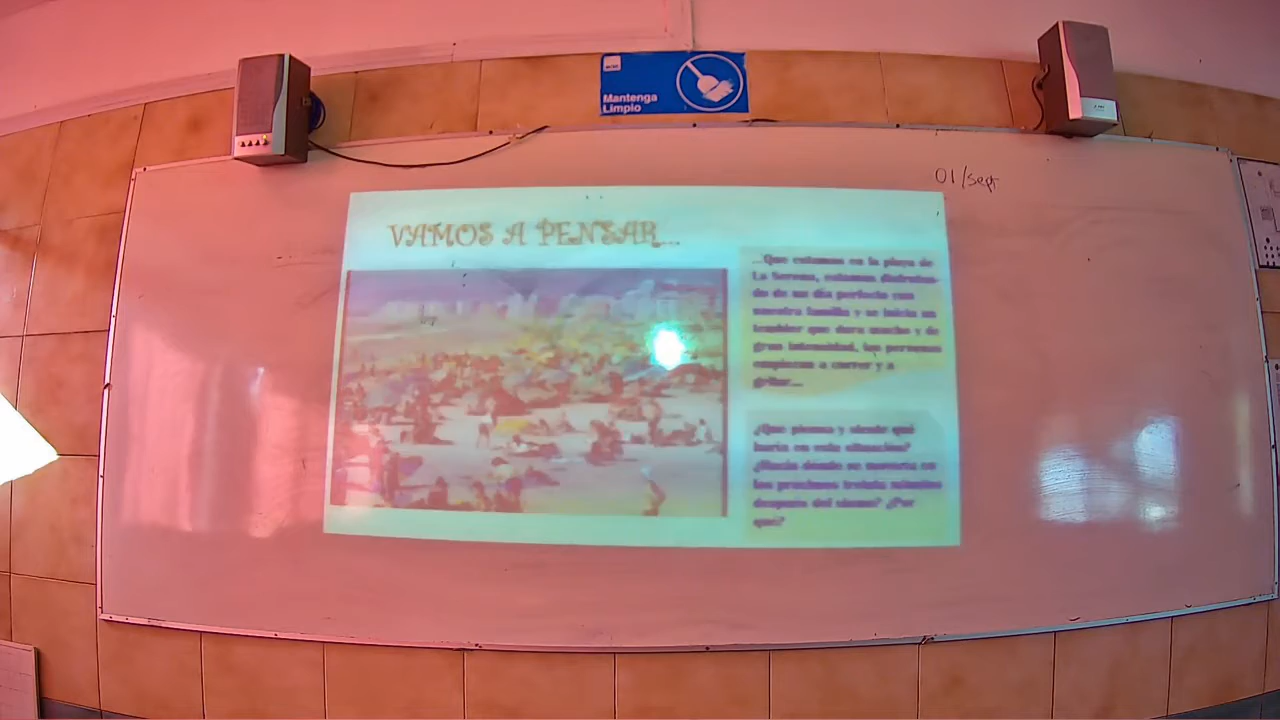 Mantenga
Limpio
01/sept
VAMOS A PENSAR...
...Que estamos en la playa de
La Serena, estamos disfrutan-
do de un día perfecto con
nuestra familia y se inicia un
temblor que dura mucho y de
gran intensidad, las personas
empiezan a correr y a
gritar...
¿Que piensa y siente qué
haría en esta situación?
¿Hacia dónde se movería en
los próximos treinta minutos
después del sismo? ¿Por
qué?